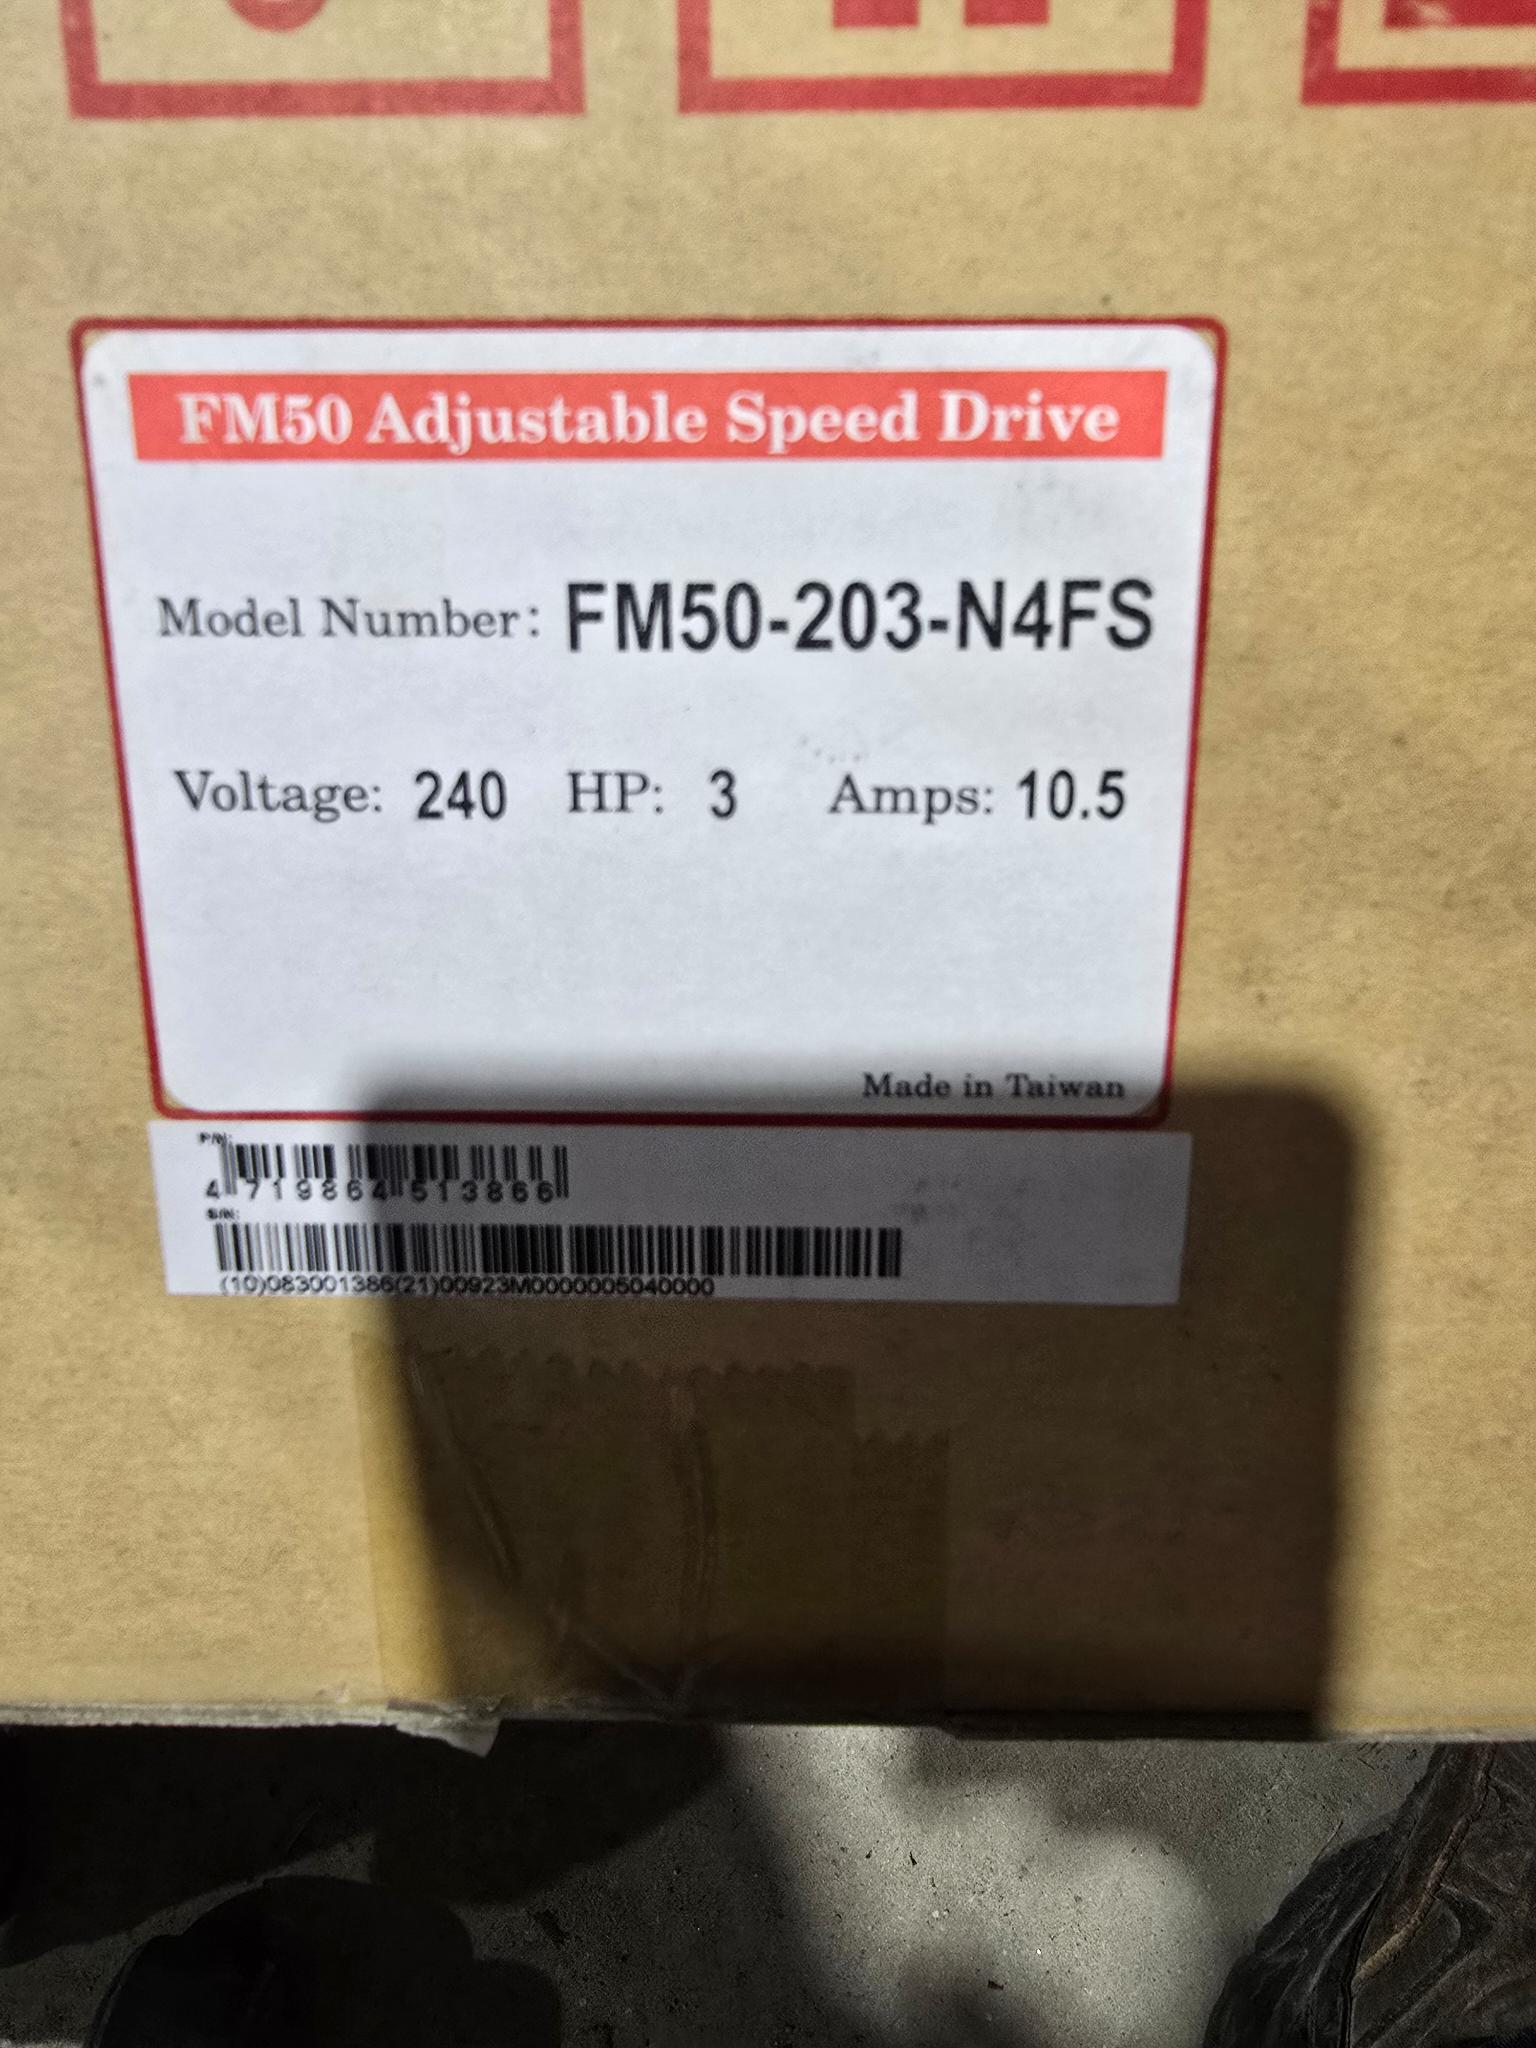 FM50 Adjustable Speed Drive
Model Number: FM50-203-N4FS
Voltage: 240 HP: 3 Amps: 10.5
Made in Taiwan
P/N:
4 719864 513866
S/N:
(10)083001386(21)00923M0000005040000